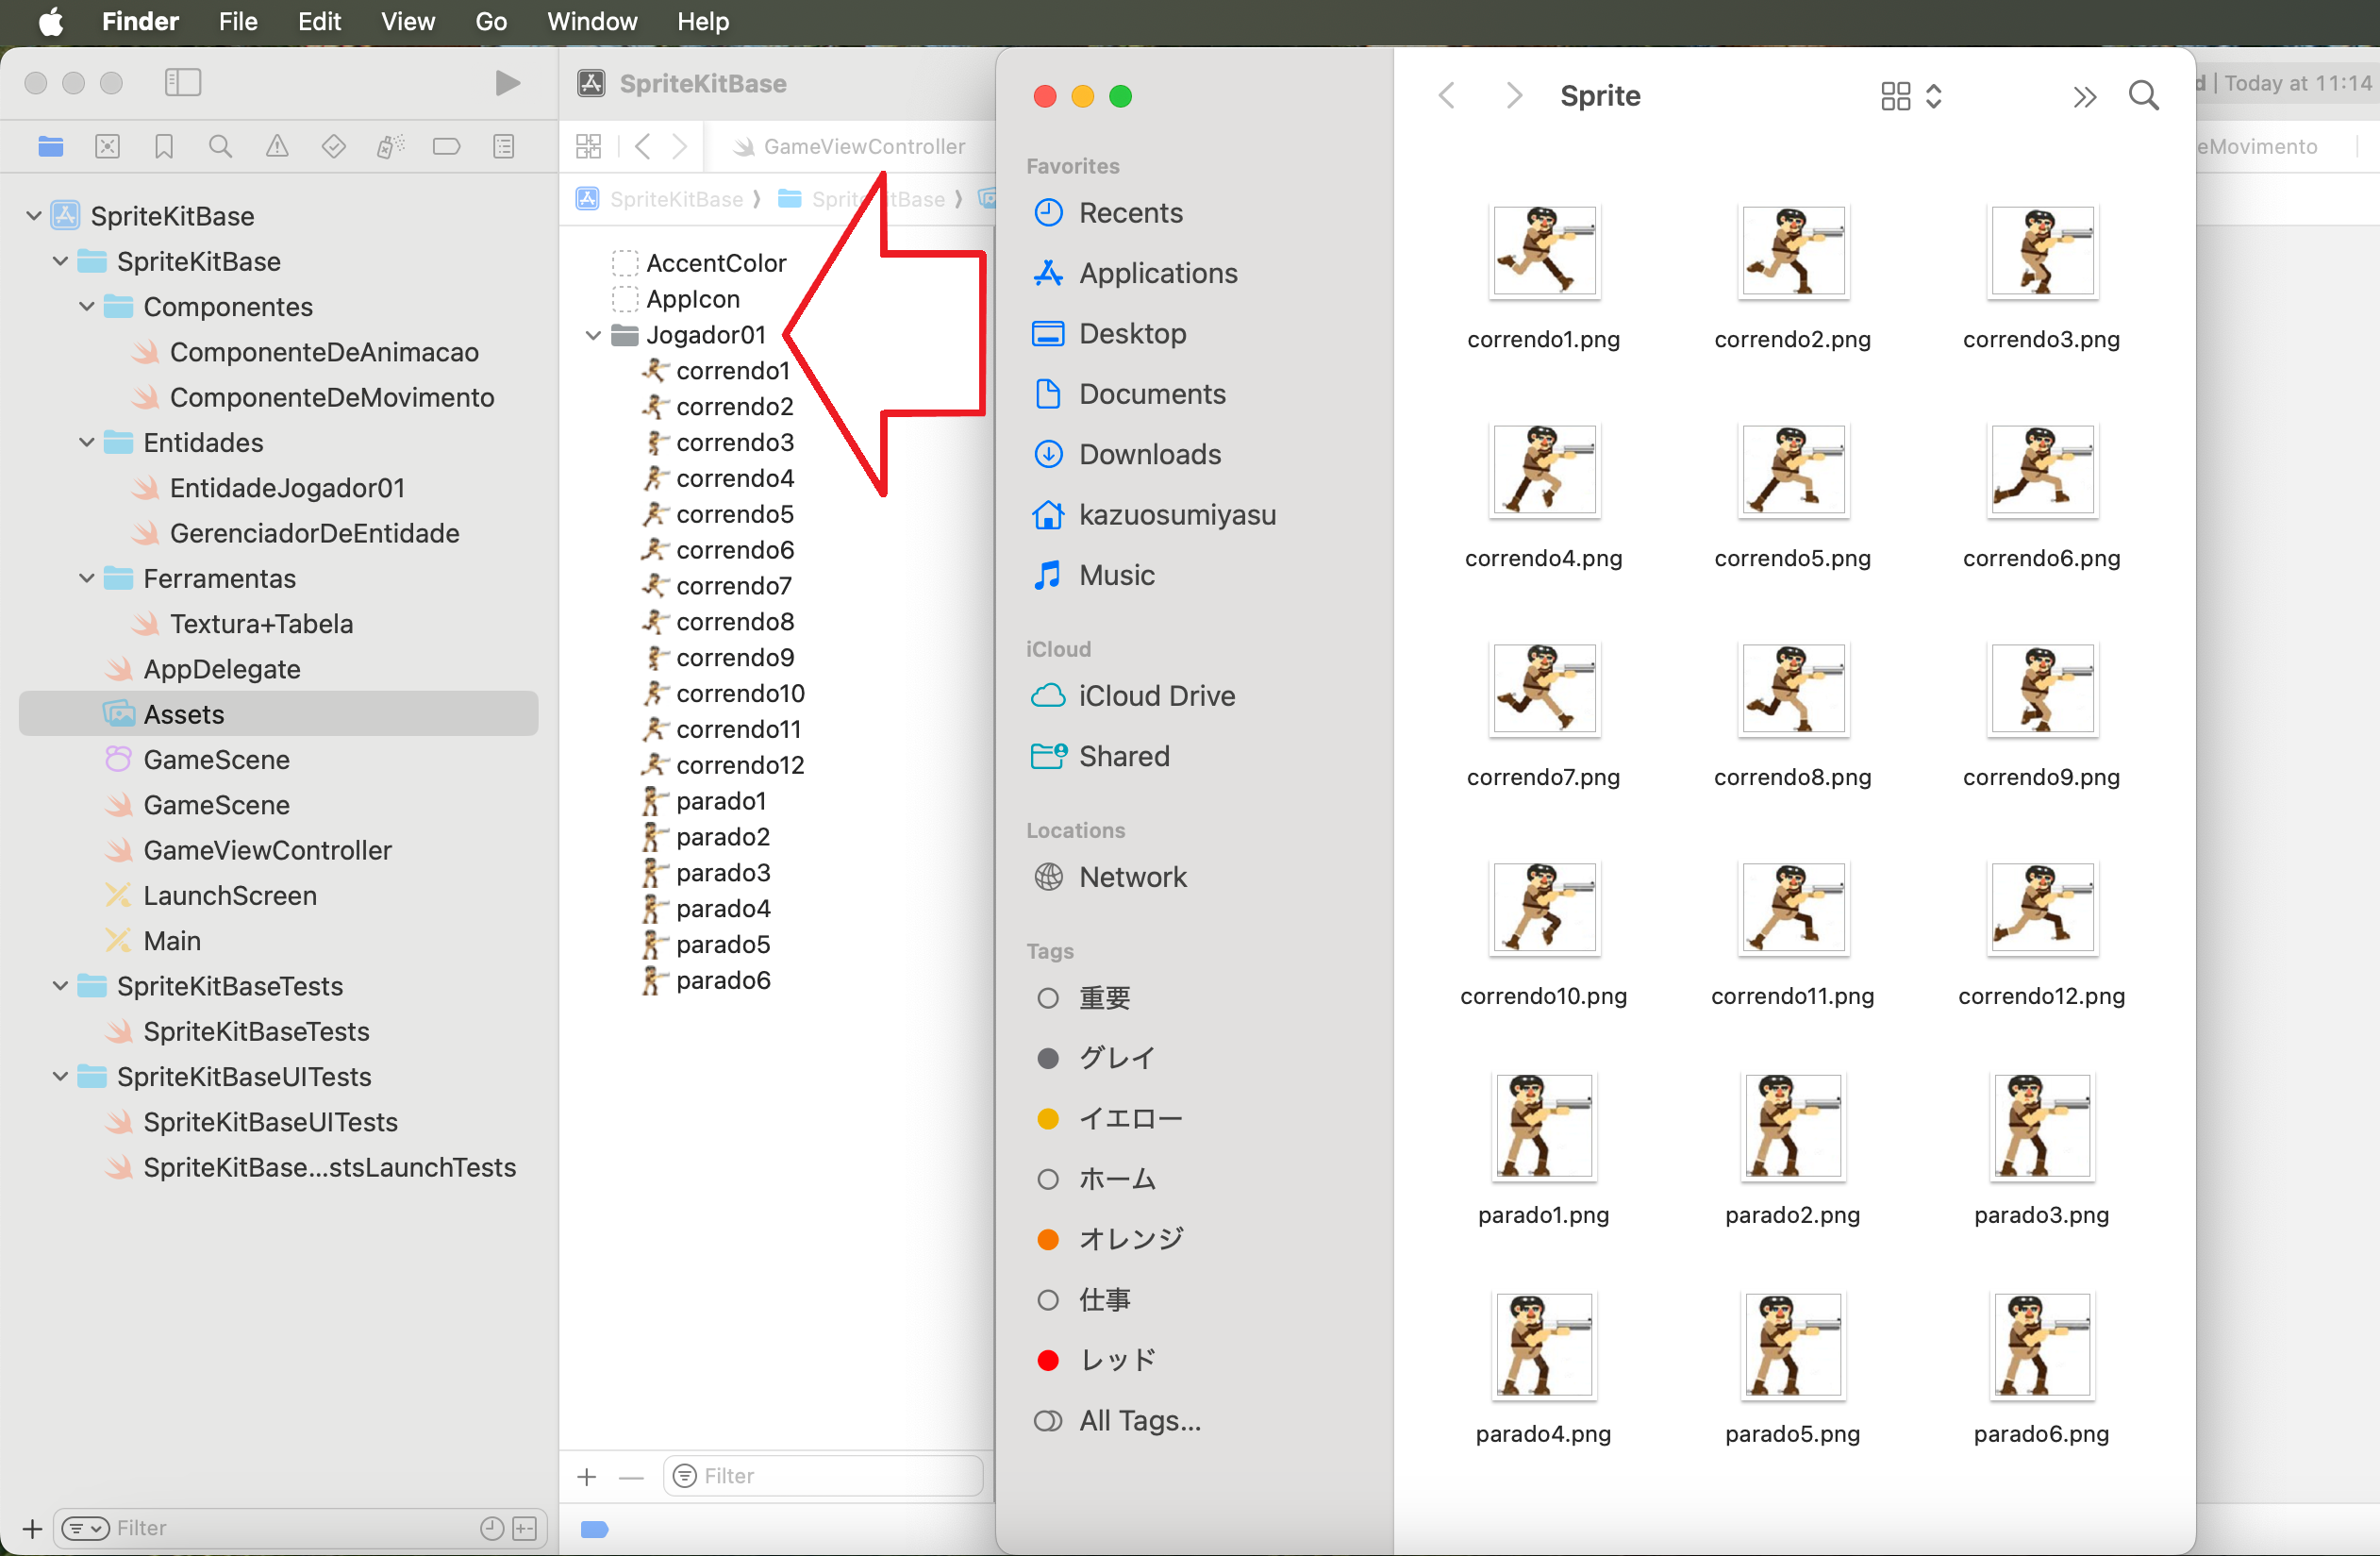 Finder File Edit View Go Window Help
SpriteKitBase
SpriteKitBase
Componentes
ComponenteDeAnimacao
ComponenteDeMovimento
Entidades
EntidadeJogador01
GerenciadorDeEntidade
Ferramentas
Textura+Tabela
AppDelegate
Assets
GameScene
GameScene
GameViewController
LaunchScreen
Main
SpriteKitBaseTests
SpriteKitBaseTests
SpriteKitBaseUITests
SpriteKitBaseUITests
SpriteKitBase...stsLaunchTests
Filter
SpriteKitBase
GameViewController
SpriteKitBase SpriteKitBase
AccentColor
AppIcon
Jogador01
correndo1
correndo2
correndo3
correndo4
correndo5
correndo6
correndo7
correndo8
correndo9
correndo10
correndo11
correndo12
parado1
parado2
parado3
parado4
parado5
parado6
Filter
Favorites
Recents
Applications
Desktop
Documents
Downloads
kazuosumiyasu
Music
iCloud
iCloud Drive
Shared
Locations
Network
Tags
重要
グレイ
イエロー
ホーム
オレンジ
仕事
レッド
All Tags...
Sprite
correndo1.png correndo2.png correndo3.png
correndo4.png correndo5.png correndo6.png
correndo7.png correndo8.png correndo9.png
correndo10.png correndo11.png correndo12.png
parado1.png parado2.png parado3.png
parado4.png parado5.png parado6.png
d | Today at 11:14
eMovimento